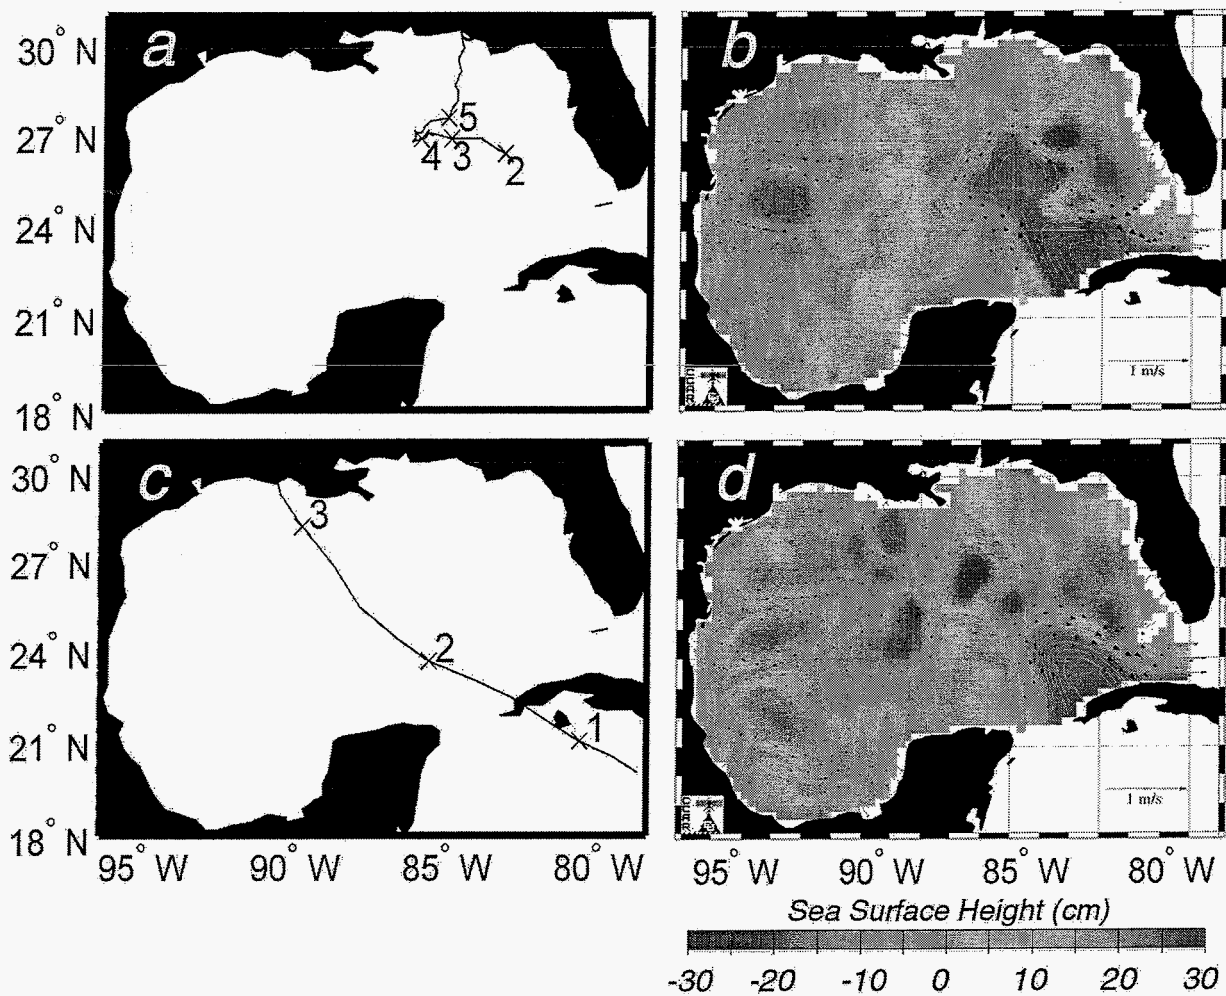 a
b
30° N
27° N
24° N
21° N
18° N
5
4
3
2
1 m/s
c
d
30° N
27° N
24° N
21° N
18° N
3
2
1
1 m/s
95° W
90° W
85° W
80° W
95° W
90° W
85° W
80° W
Sea Surface Height (cm)
-30
-20
-10
0
10
20
30